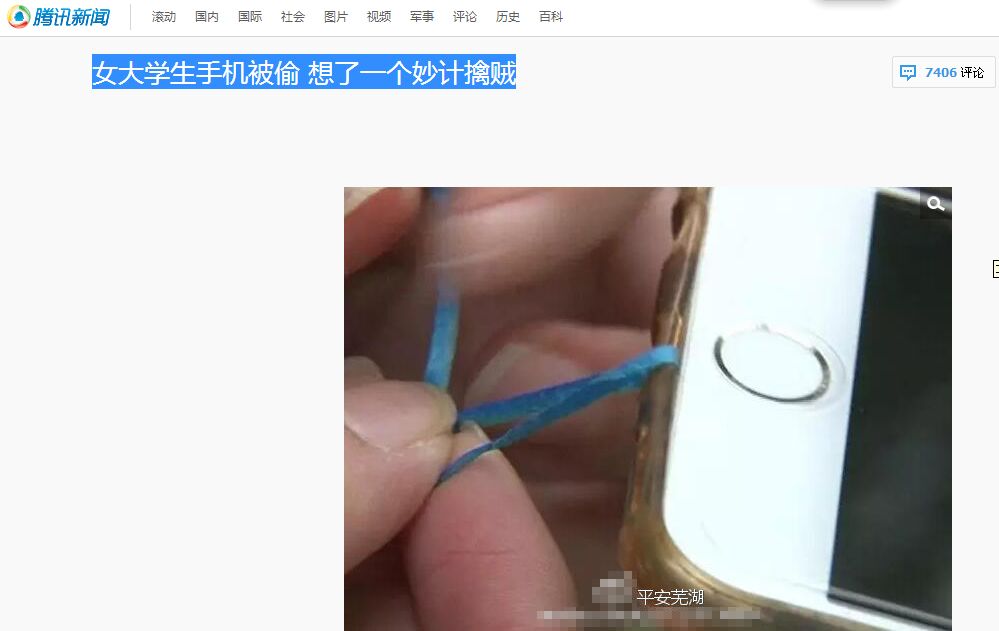 腾讯新闻
滚动 国内 国际 社会 图片 视频 军事 评论 历史 百科
女大学生手机被偷 想了一个妙计擒贼
7406 评论
平安芜湖